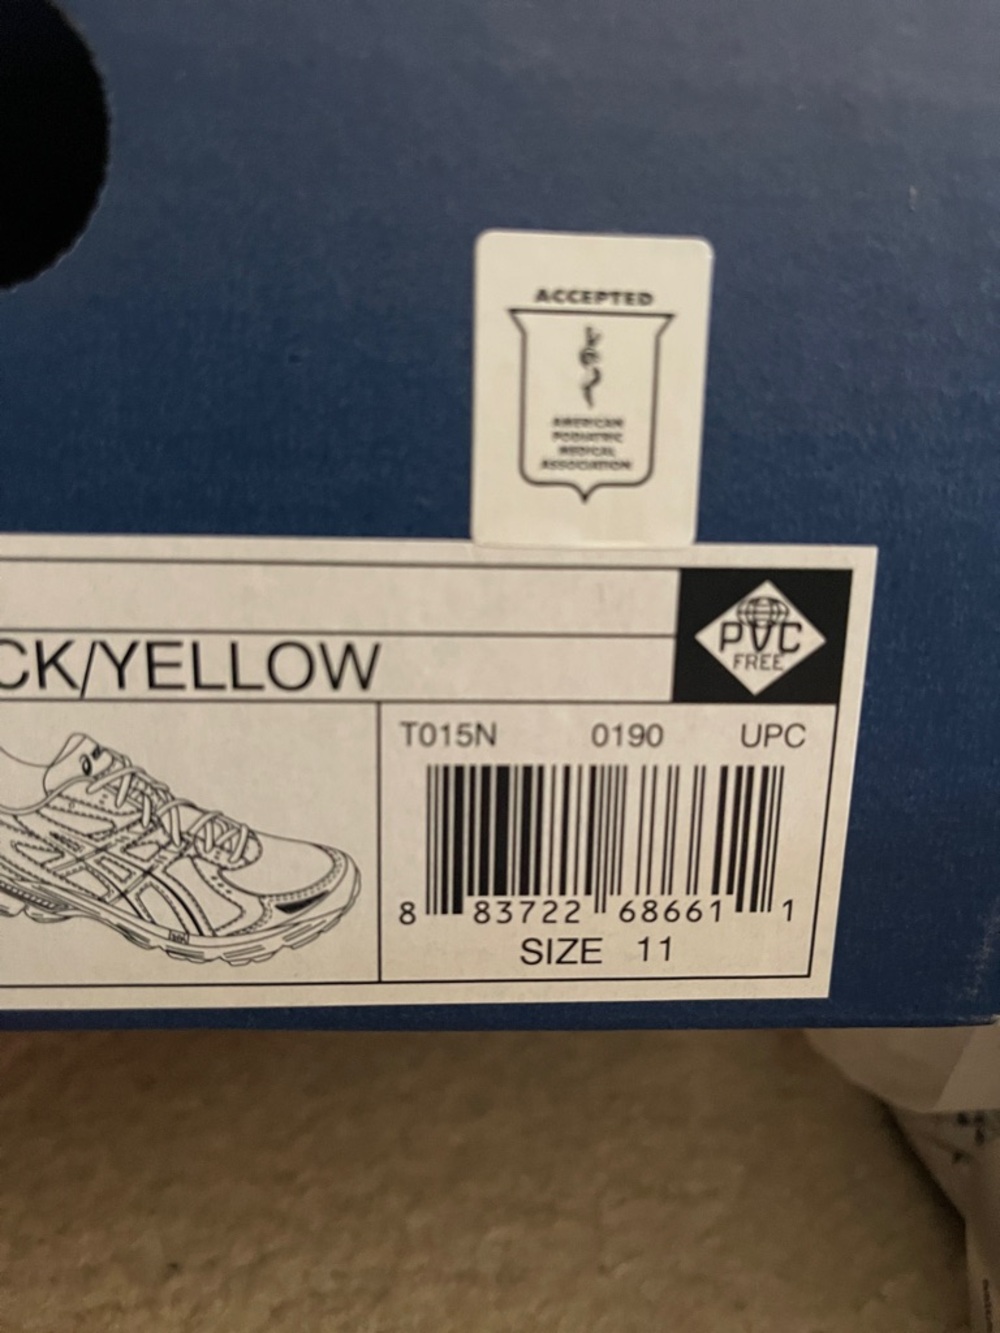 ACCEPTED
AMERICAN
PODIATRIC
MEDICAL
ASSOCIATION
PVC
FREE
CK/YELLOW
T015N 0190 UPC
8 83722 68661 1
SIZE 11